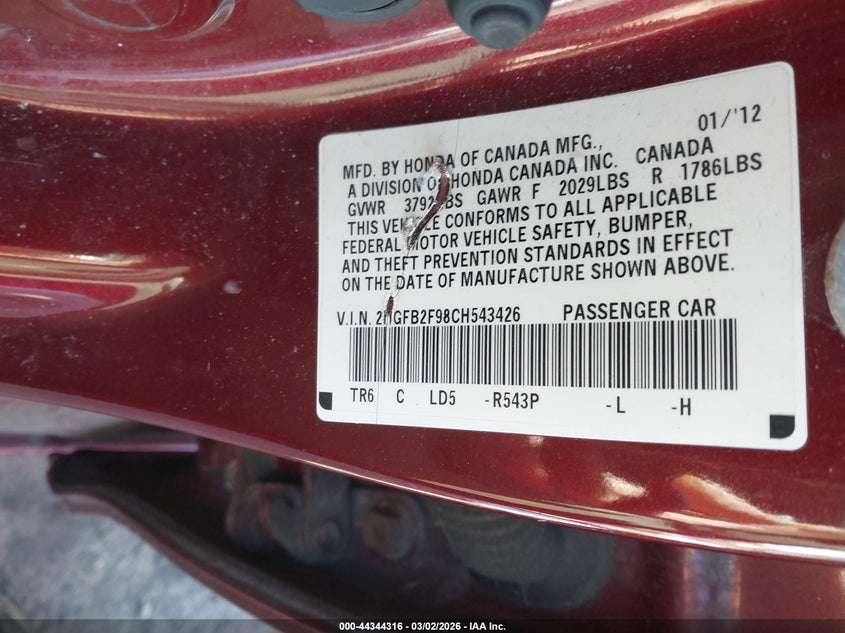 01/'12
MFD. BY HONDA OF CANADA MFG.,
A DIVISION OF HONDA CANADA INC. CANADA
GVWR 3792LBS GAWR F 2029LBS R 1786LBS
THIS VEHICLE CONFORMS TO ALL APPLICABLE
FEDERAL MOTOR VEHICLE SAFETY, BUMPER,
AND THEFT PREVENTION STANDARDS IN EFFECT
ON THE DATE OF MANUFACTURE SHOWN ABOVE.
V.I.N. 2HGFB2F98CH543426 PASSENGER CAR
TR6 C LD5 -R543P -L -H
000-44344316 - 03/02/2026 - IAA Inc.